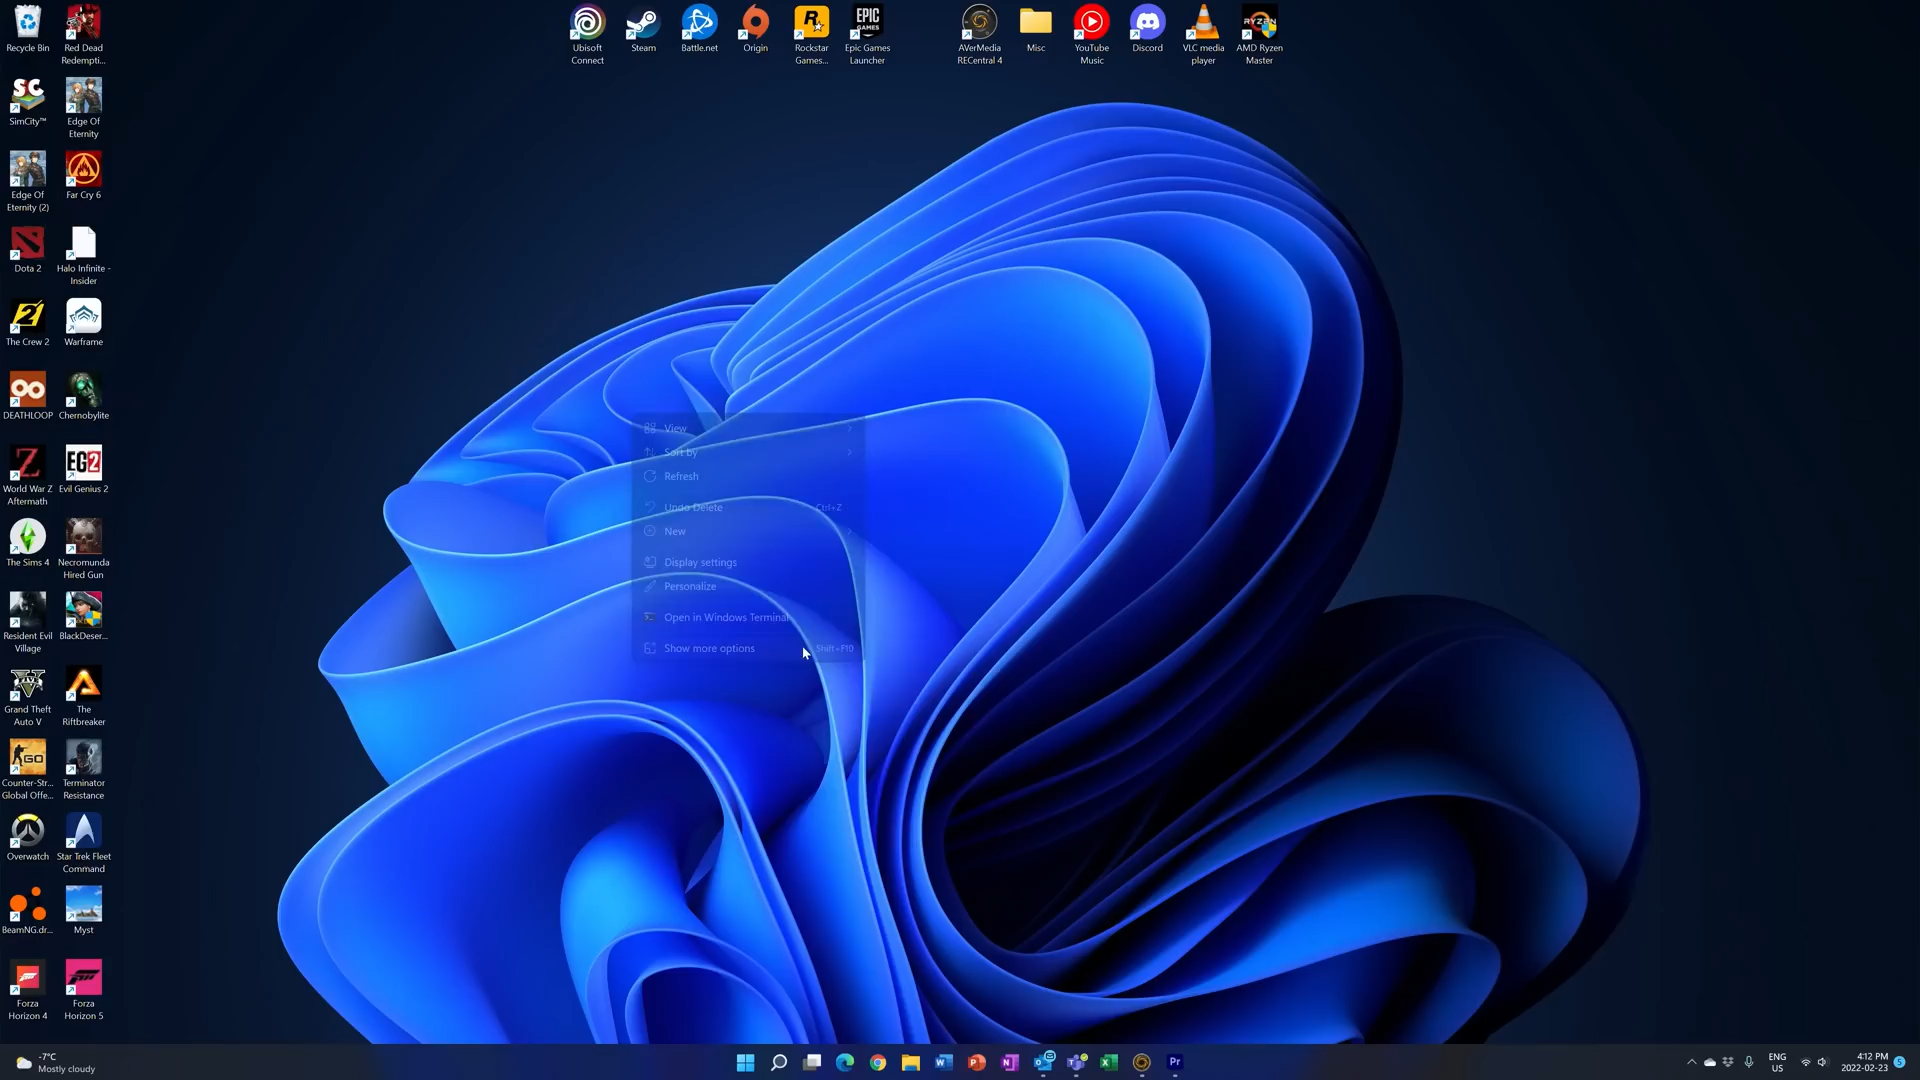 Recycle Bin
Red Dead
Redempti...
SimCity™
Edge Of
Eternity
Edge Of
Eternity (2)
Far Cry 6
Dota 2
Halo Infinite -
Insider
The Crew 2
Warframe
DEATHLOOP
Chernobylite
World War Z
Aftermath
Evil Genius 2
The Sims 4
Necromunda
Hired Gun
Resident Evil
Village
BlackDeser...
Grand Theft
Auto V
The
Riftbreaker
Counter-Str...
Global Offe...
Terminator
Resistance
Overwatch
Star Trek Fleet
Command
BeamNG.dr...
Myst
Forza
Horizon 4
Forza
Horizon 5
Ubisoft
Connect
Steam
Battle.net
Origin
Rockstar
Games...
EPIC
GAMES
Epic Games
Launcher
AVerMedia
RECentral 4
Misc
YouTube
Music
Discord
VLC media
player
RYZEN
AMD Ryzen
Master
SC
EG2
GO
View
Sort by
Refresh
Undo Delete Ctrl+Z
New
Display settings
Personalize
Open in Windows Terminal
Show more options Shift+F10
-7°C
Mostly cloudy
W
P
N
X
Pr
ENG
US
4:12 PM
2022-02-23
5